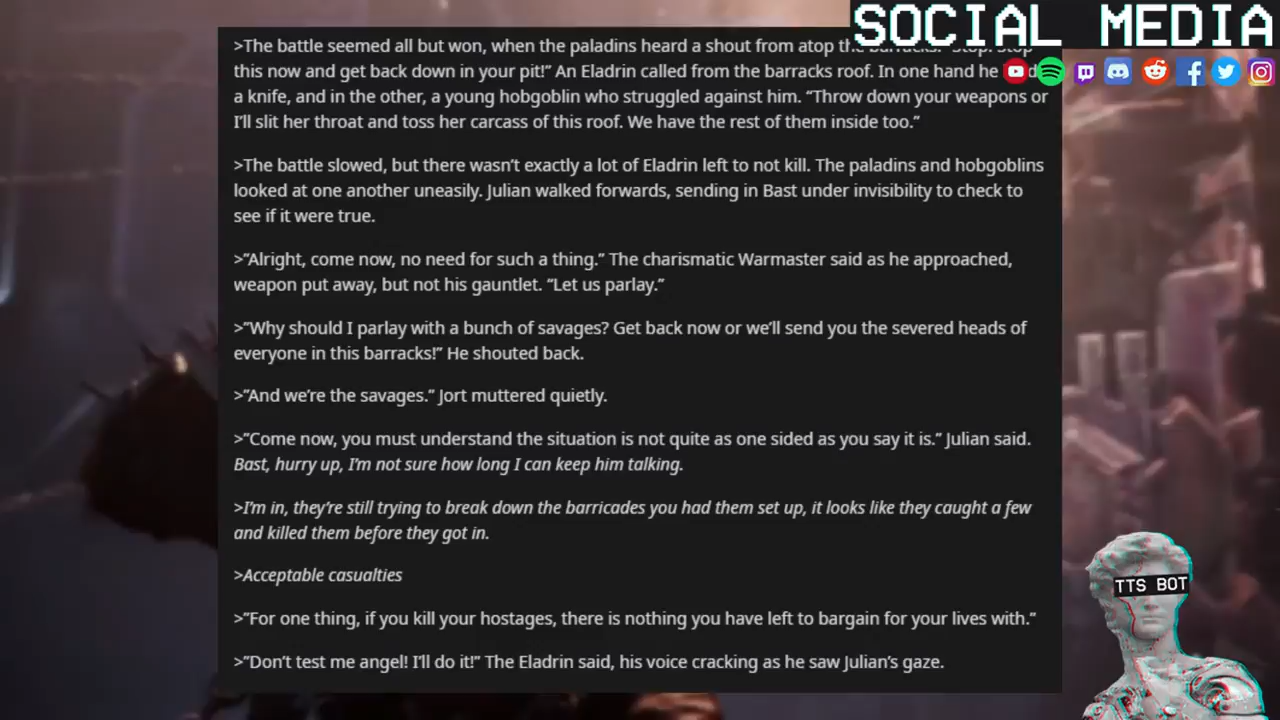 SOCIAL MEDIA
>The battle seemed all but won, when the paladins heard a shout from atop the barracks. "Stop! Stop
this now and get back down in your pit!” An Eladrin called from the barracks roof. In one hand he
a knife, and in the other, a young hobgoblin who struggled against him. “Throw down your weapons or
I’ll slit her throat and toss her carcass of this roof. We have the rest of them inside too.”
>The battle slowed, but there wasn’t exactly a lot of Eladrin left to not kill. The paladins and hobgoblins
looked at one another uneasily. Julian walked forwards, sending in Bast under invisibility to check to
see if it were true.
>“Alright, come now, no need for such a thing.” The charismatic Warmaster said as he approached,
weapon put away, but not his gauntlet. “Let us parlay.”
>“Why should I parlay with a bunch of savages? Get back now or we’ll send you the severed heads of
everyone in this barracks!” He shouted back.
>“And we’re the savages.” Jort muttered quietly.
>“Come now, you must understand the situation is not quite as one sided as you say it is.” Julian said.
Bast, hurry up, I’m not sure how long I can keep him talking.
>I’m in, they’re still trying to break down the barricades you had them set up, it looks like they caught a few
and killed them before they got in.
>Acceptable casualties
>“For one thing, if you kill your hostages, there is nothing you have left to bargain for your lives with.”
>“Don’t test me angel! I’ll do it!” The Eladrin said, his voice cracking as he saw Julian’s gaze.
TTS BOT